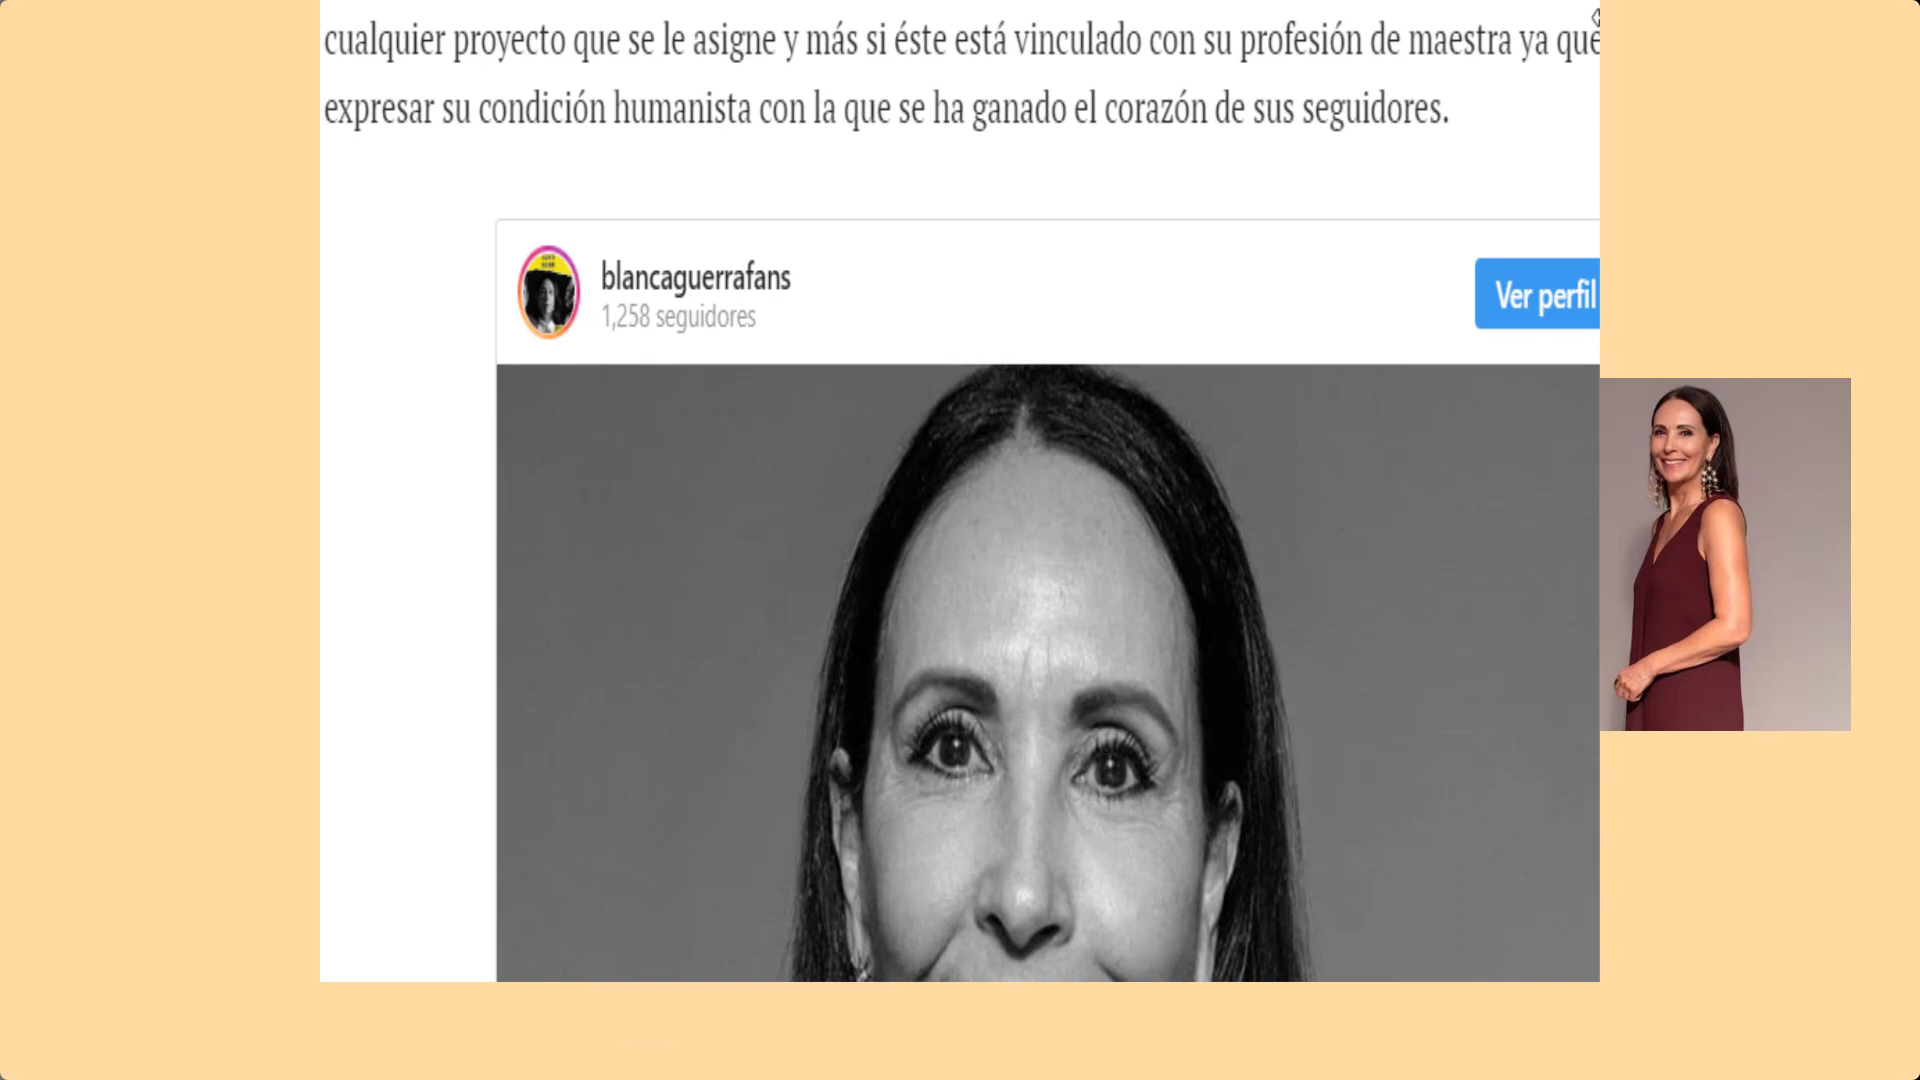 cualquier proyecto que se le asigne y más si éste está vinculado con su profesión de maestra ya que
expresar su condición humanista con la que se ha ganado el corazón de sus seguidores.
blancaguerrafans
1,258 seguidores
Ver perfil